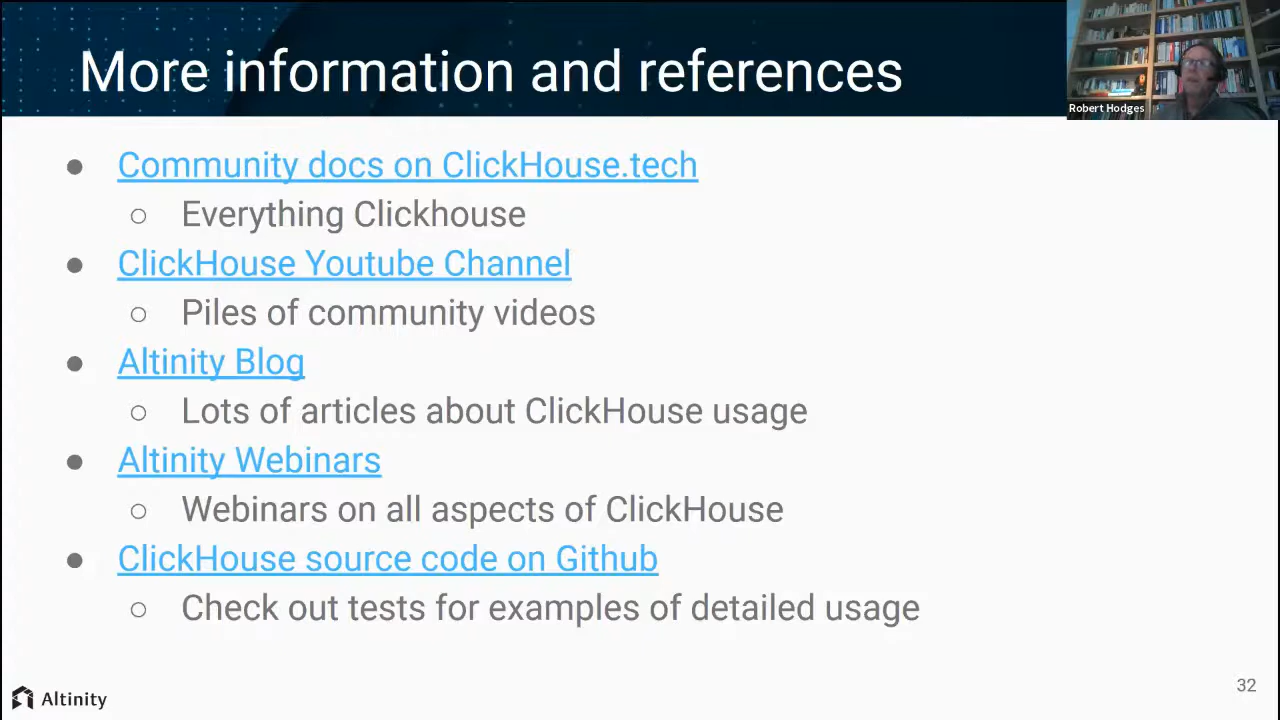 More information and references
Robert Hodges
● Community docs on ClickHouse.tech
○ Everything Clickhouse
● ClickHouse Youtube Channel
○ Piles of community videos
● Altinity Blog
○ Lots of articles about ClickHouse usage
● Altinity Webinars
○ Webinars on all aspects of ClickHouse
● ClickHouse source code on Github
○ Check out tests for examples of detailed usage
Altinity
32